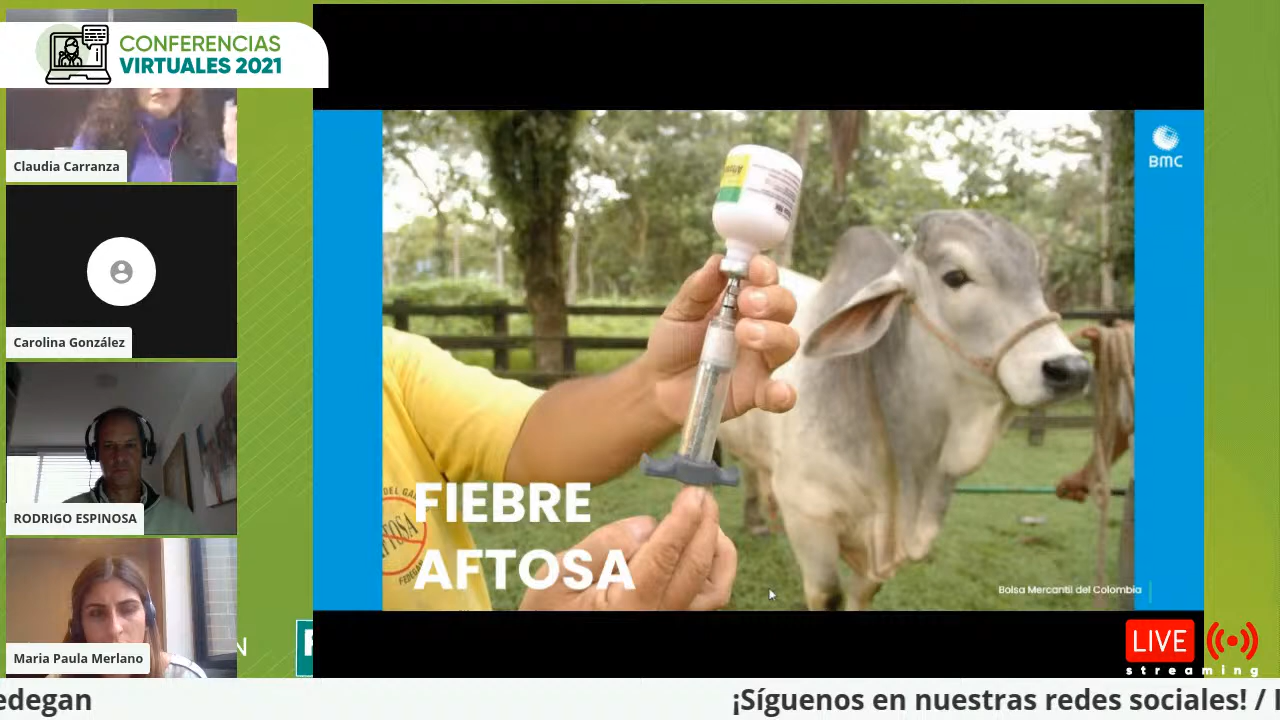 CONFERENCIAS
VIRTUALES 2021
Claudia Carranza
Carolina González
RODRIGO ESPINOSA
Maria Paula Merlano
BMC
FIEBRE
AFTOSA
Bolsa Mercantil del Colombia
LIVE
streaming
edegan
¡Síguenos en nuestras redes sociales! /